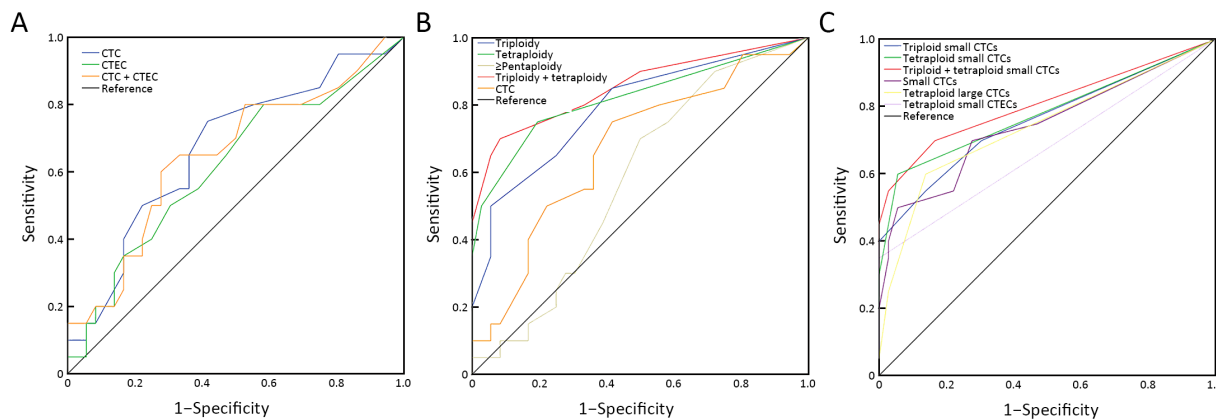 A
CTC
CTEC
CTC + CTEC
Reference
1.0
0.8
0.6
0.4
0.2
0
Sensitivity
0
0.2
0.4
0.6
0.8
1.0
1−Specificity
B
Triploidy
Tetraploidy
≥Pentaploidy
Triploidy + tetraploidy
CTC
Reference
1.0
0.8
0.6
0.4
0.2
0
Sensitivity
0
0.2
0.4
0.6
0.8
1.0
1−Specificity
C
Triploid small CTCs
Tetraploid small CTCs
Triploid + tetraploid small CTCs
Small CTCs
Tetraploid large CTCs
Tetraploid small CTECs
Reference
1.0
0.8
0.6
0.4
0.2
0
Sensitivity
0
0.2
0.4
0.6
0.8
1.0
1−Specificity